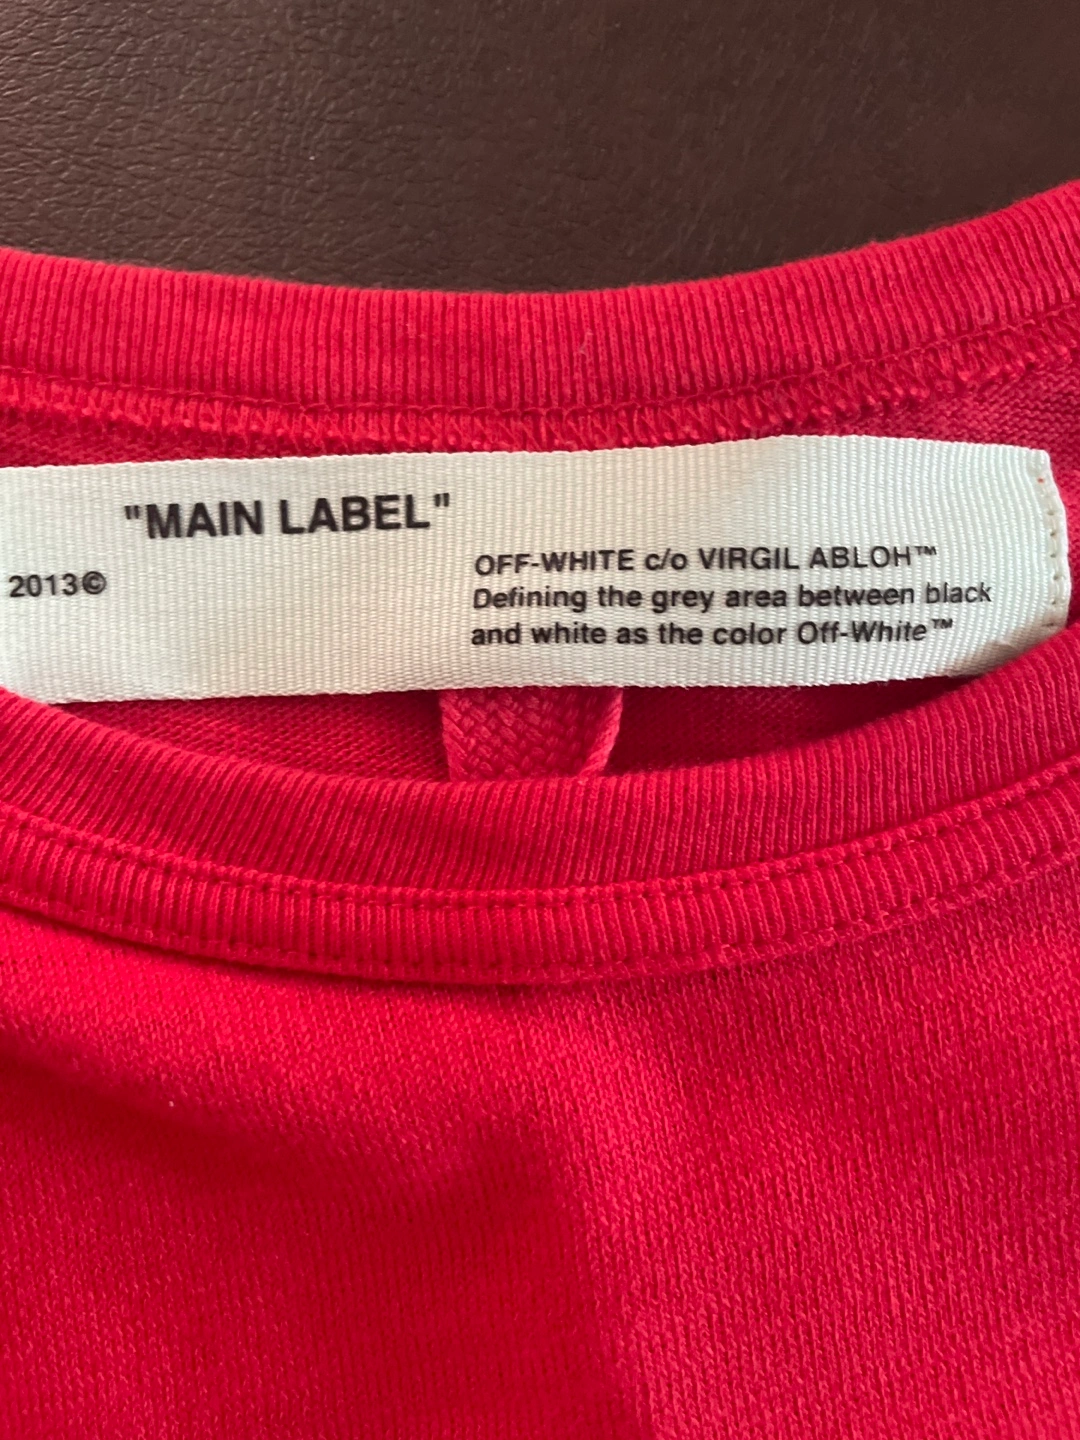 "MAIN LABEL"
2013©
OFF-WHITE c/o VIRGIL ABLOH™
Defining the grey area between black
and white as the color Off-White™